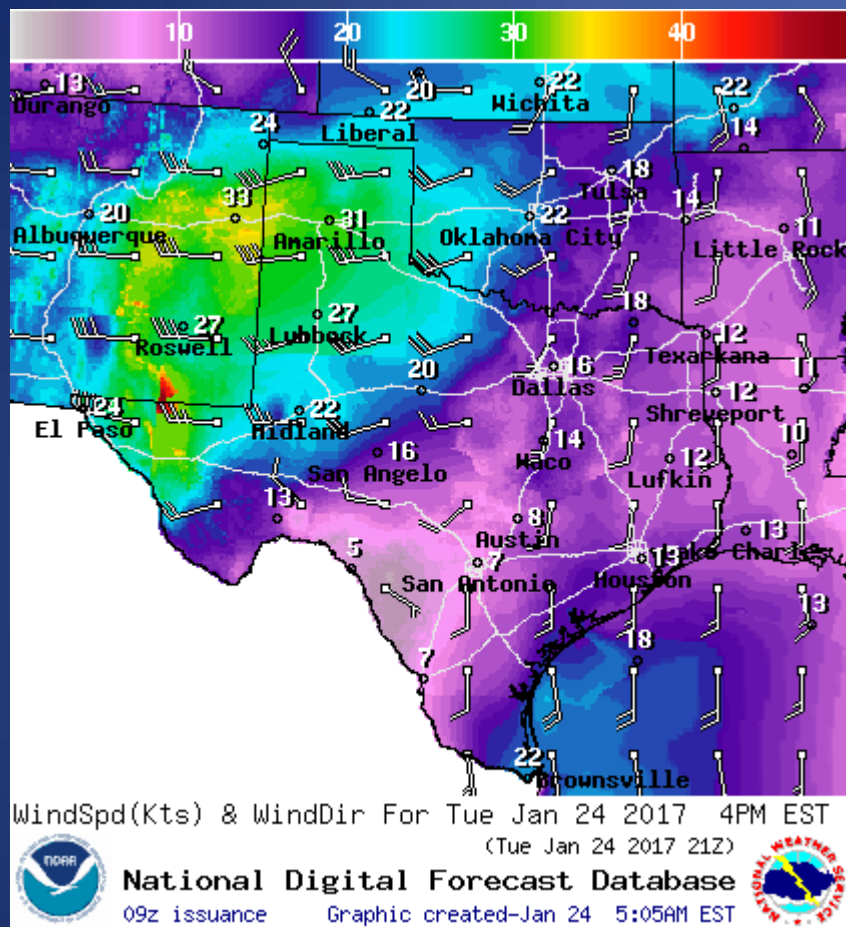 10 20 30 40
13 20 22 22
Durango Wichita
22 Liberal
24 14
18 Tulsa
20 33 31 22 14 11
Albuquerque Amarillo Oklahoma City Little Rock
27 27 18 12
Roswell Lubbock Texarkana
20 16 Dallas 12 11
24 22 Shreveport
El Paso Midland
16 14 12 10
San Angelo Waco Lufkin
13 8 13
Austin Lake Charles
5 7 13
San Antonio Houston
13
7 18
22 Brownsville
WindSpd(Kts) & WindDir For Tue Jan 24 2017 4PM EST
(Tue Jan 24 2017 21Z)
NOAA
National Digital Forecast Database
09z issuance Graphic created-Jan 24 5:05AM EST
NATIONAL WEATHER SERVICE